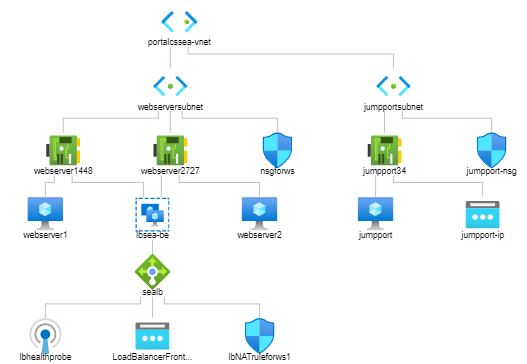 portalcssea-vnet
webserversubnet
jumpportsubnet
webserver1448
webserver2727
nsgforws
jumpport34
jumpport-nsg
webserver1
lbsea-be
webserver2
jumpport
jumpport-ip
sealb
lbhealthprobe
LoadBalancerFront...
lbNATruleforws1